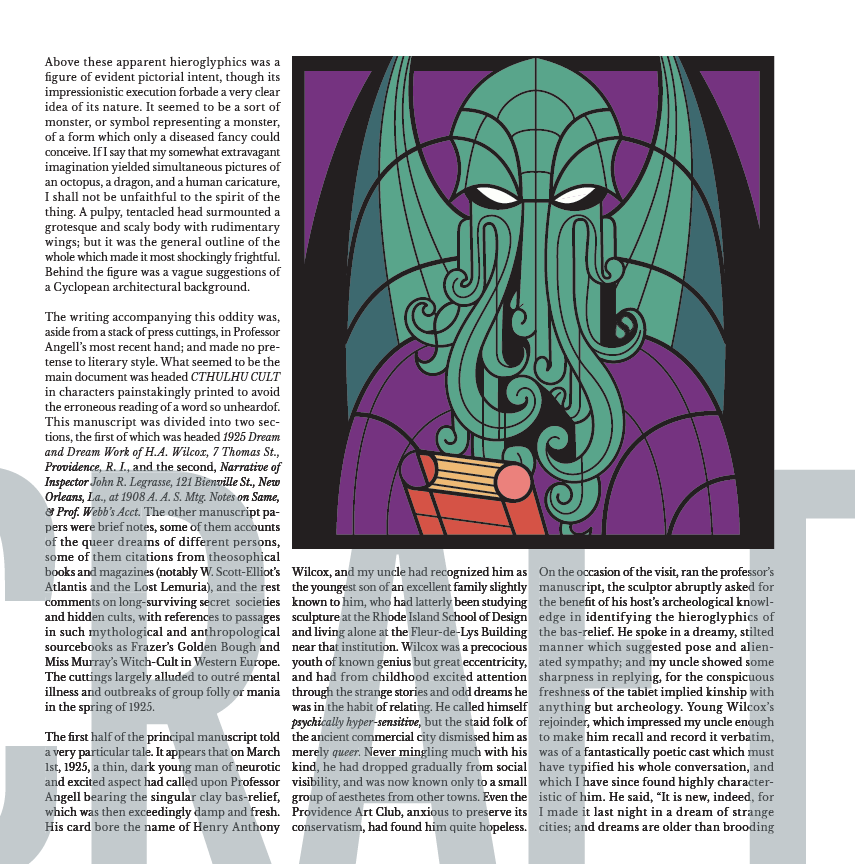 Above these apparent hieroglyphics was a
figure of evident pictorial intent, though its
impressionistic execution forbade a very clear
idea of its nature. It seemed to be a sort of
monster, or symbol representing a monster,
of a form which only a diseased fancy could
conceive. If I say that my somewhat extravagant
imagination yielded simultaneous pictures of
an octopus, a dragon, and a human caricature,
I shall not be unfaithful to the spirit of the
thing. A pulpy, tentacled head surmounted a
grotesque and scaly body with rudimentary
wings; but it was the general outline of the
whole which made it most shockingly frightful.
Behind the figure was a vague suggestions of
a Cyclopean architectural background.
The writing accompanying this oddity was,
aside from a stack of press cuttings, in Professor
Angell's most recent hand; and made no pre-
tense to literary style. What seemed to be the
main document was headed CTHULHU CULT
in characters painstakingly printed to avoid
the erroneous reading of a word so unheardof.
This manuscript was divided into two sec-
tions, the first of which was headed 1925 Dream
and Dream Work of H.A. Wilcox, 7 Thomas St.,
Providence, R. I., and the second, Narrative of
Inspector John R. Legrasse, 121 Bienville St., New
Orleans, La., at 1908 A. A. S. Mtg. Notes on Same,
& Prof. Webb's Acct. The other manuscript pa-
pers were brief notes, some of them accounts
of the queer dreams of different persons,
some of them citations from theosophical
books and magazines (notably W. Scott-Elliot's
Atlantis and the Lost Lemuria), and the rest
comments on long-surviving secret societies
and hidden cults, with references to passages
in such mythological and anthropological
sourcebooks as Frazer's Golden Bough and
Miss Murray's Witch-Cult in Western Europe.
The cuttings largely alluded to outré mental
illness and outbreaks of group folly or mania
in the spring of 1925.
The first half of the principal manuscript told
a very particular tale. It appears that on March
1st, 1925, a thin, dark young man of neurotic
and excited aspect had called upon Professor
Angell bearing the singular clay bas-relief,
which was then exceedingly damp and fresh.
His card bore the name of Henry Anthony
Wilcox, and my uncle had recognized him as
the youngest son of an excellent family slightly
known to him, who had latterly been studying
sculpture at the Rhode Island School of Design
and living alone at the Fleur-de-Lys Building
near that institution. Wilcox was a precocious
youth of known genius but great eccentricity,
and had from childhood excited attention
through the strange stories and odd dreams he
was in the habit of relating. He called himself
psychically hyper-sensitive, but the staid folk of
the ancient commercial city dismissed him as
merely queer. Never mingling much with his
kind, he had dropped gradually from social
visibility, and was now known only to a small
group of aesthetes from other towns. Even the
Providence Art Club, anxious to preserve its
conservatism, had found him quite hopeless.
On the occasion of the visit, ran the professor's
manuscript, the sculptor abruptly asked for
the benefit of his host's archeological knowl-
edge in identifying the hieroglyphics of
the bas-relief. He spoke in a dreamy, stilted
manner which suggested pose and alien-
ated sympathy; and my uncle showed some
sharpness in replying, for the conspicuous
freshness of the tablet implied kinship with
anything but archeology. Young Wilcox's
rejoinder, which impressed my uncle enough
to make him recall and record it verbatim,
was of a fantastically poetic cast which must
have typified his whole conversation, and
which I have since found highly character-
istic of him. He said, “It is new, indeed, for
I made it last night in a dream of strange
cities; and dreams are older than brooding
CRAFT